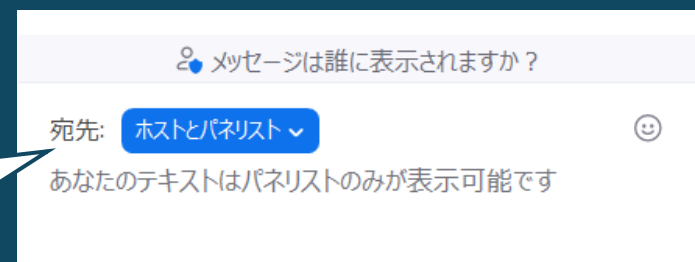 メッセージは誰に表示されますか？
宛先: ホストとパネリスト
あなたのテキストはパネリストのみが表示可能です